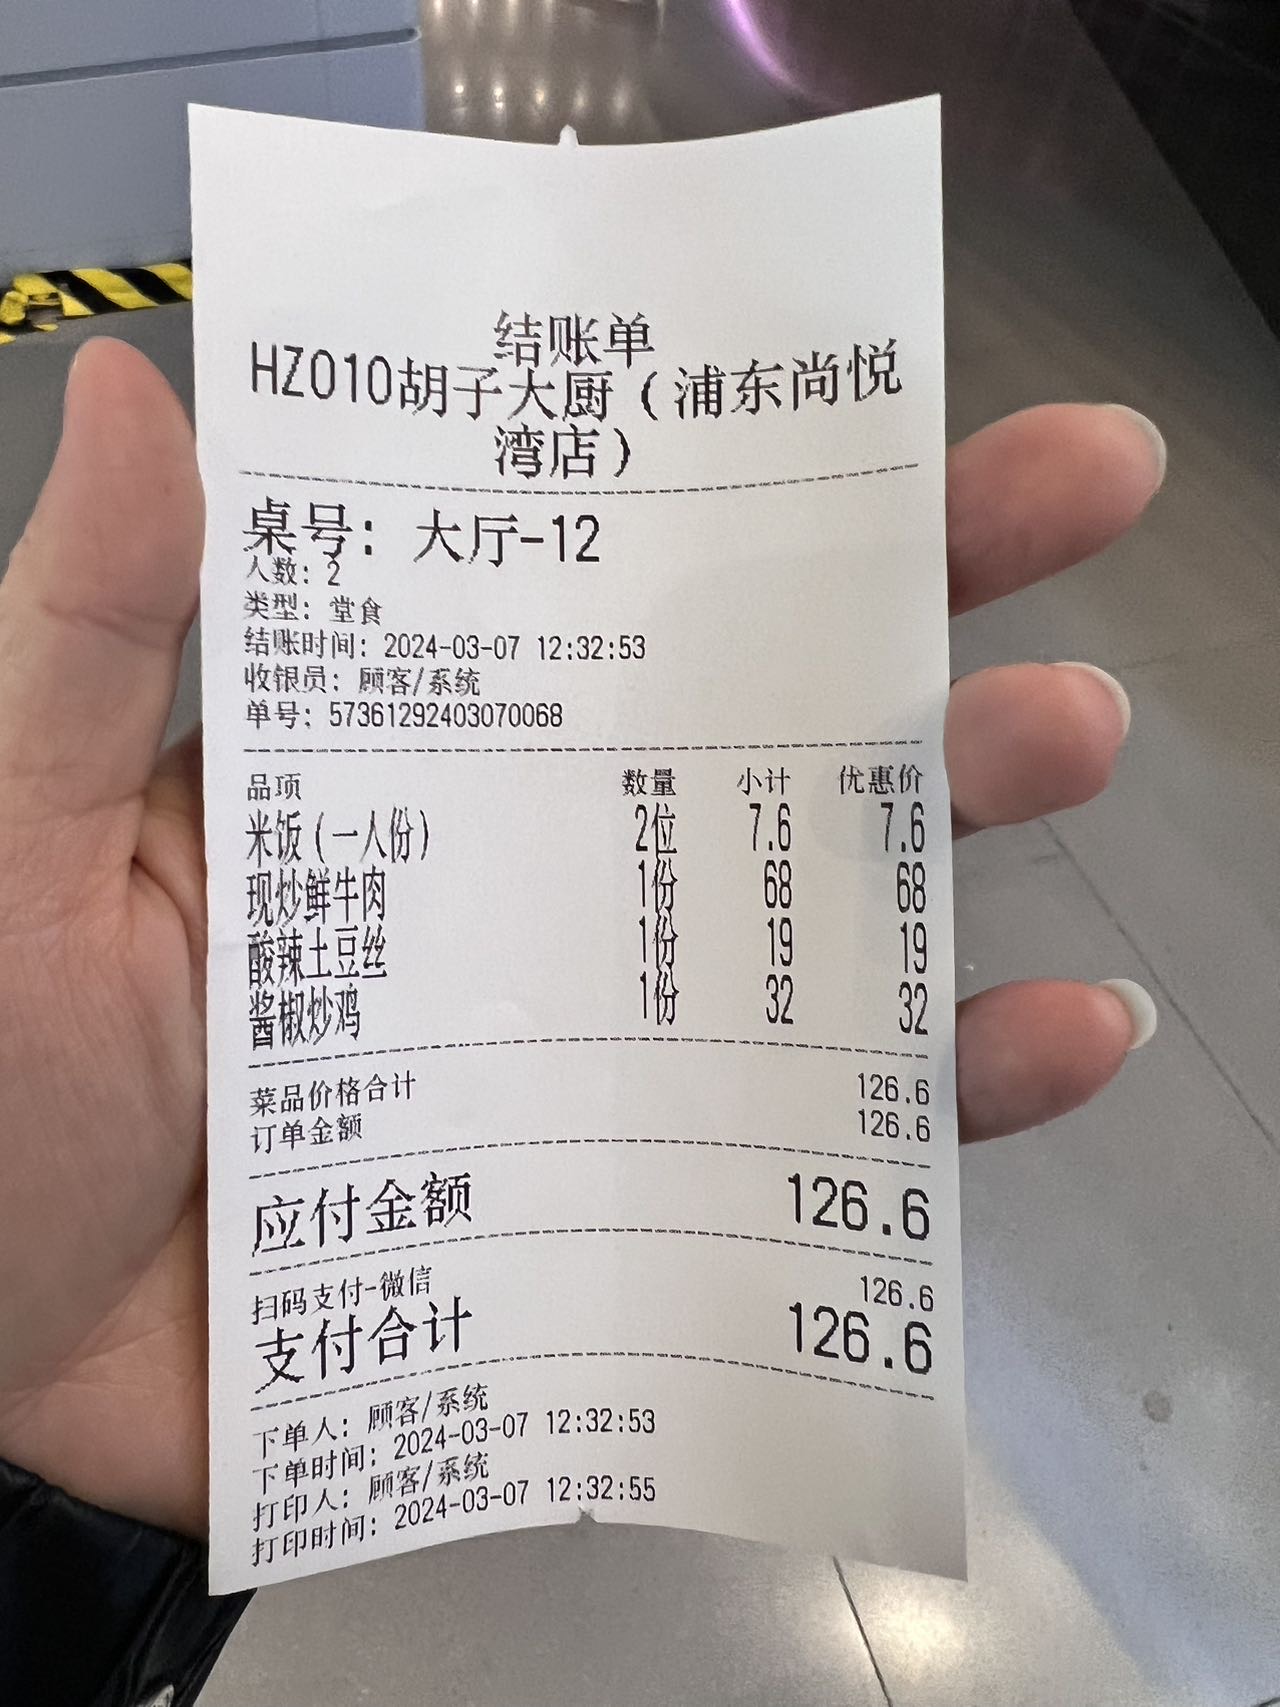 结账单
HZ010胡子大厨（浦东尚悦
湾店）
桌号：大厅-12
人数：2
类型：堂食
结账时间：2024-03-07 12:32:53
收银员：顾客/系统
单号：57361292403070068
品项 数量 小计 优惠价
米饭（一人份） 2位 7.6 7.6
现炒鲜牛肉 1份 68 68
酸辣土豆丝 1份 19 19
酱椒炒鸡 1份 32 32
菜品价格合计 126.6
订单金额 126.6
应付金额 126.6
扫码支付-微信 126.6
支付合计 126.6
下单人：顾客/系统
下单时间：2024-03-07 12:32:53
打印人：顾客/系统
打印时间：2024-03-07 12:32:55